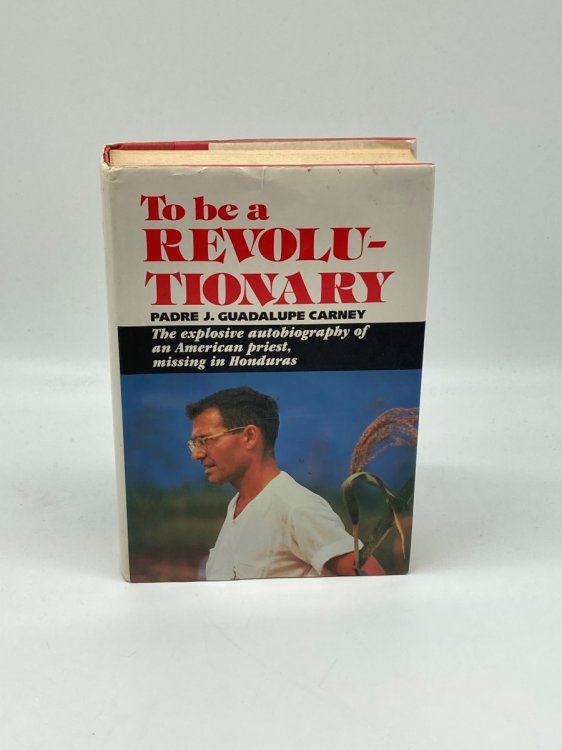 To be a
REVOLU-
TIONARY
PADRE J. GUADALUPE CARNEY
The explosive autobiography of
an American priest,
missing in Honduras